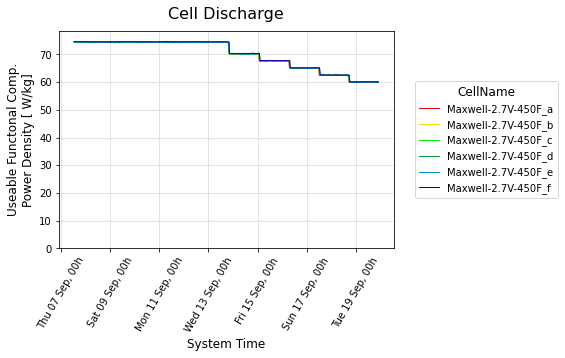 Cell Discharge
Useable Functonal Comp.
Power Density [ W/kg]
70
60
50
40
30
20
10
0
Thu 07 Sep, 00h
Sat 09 Sep, 00h
Mon 11 Sep, 00h
Wed 13 Sep, 00h
Fri 15 Sep, 00h
Sun 17 Sep, 00h
Tue 19 Sep, 00h
System Time
CellName
Maxwell-2.7V-450F_a
Maxwell-2.7V-450F_b
Maxwell-2.7V-450F_c
Maxwell-2.7V-450F_d
Maxwell-2.7V-450F_e
Maxwell-2.7V-450F_f